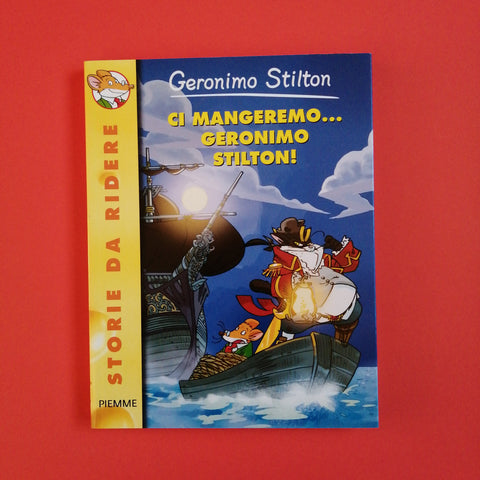 Geronimo Stilton
CI MANGEREMO...
GERONIMO
STILTON!
STORIE DA RIDERE
PIEMME